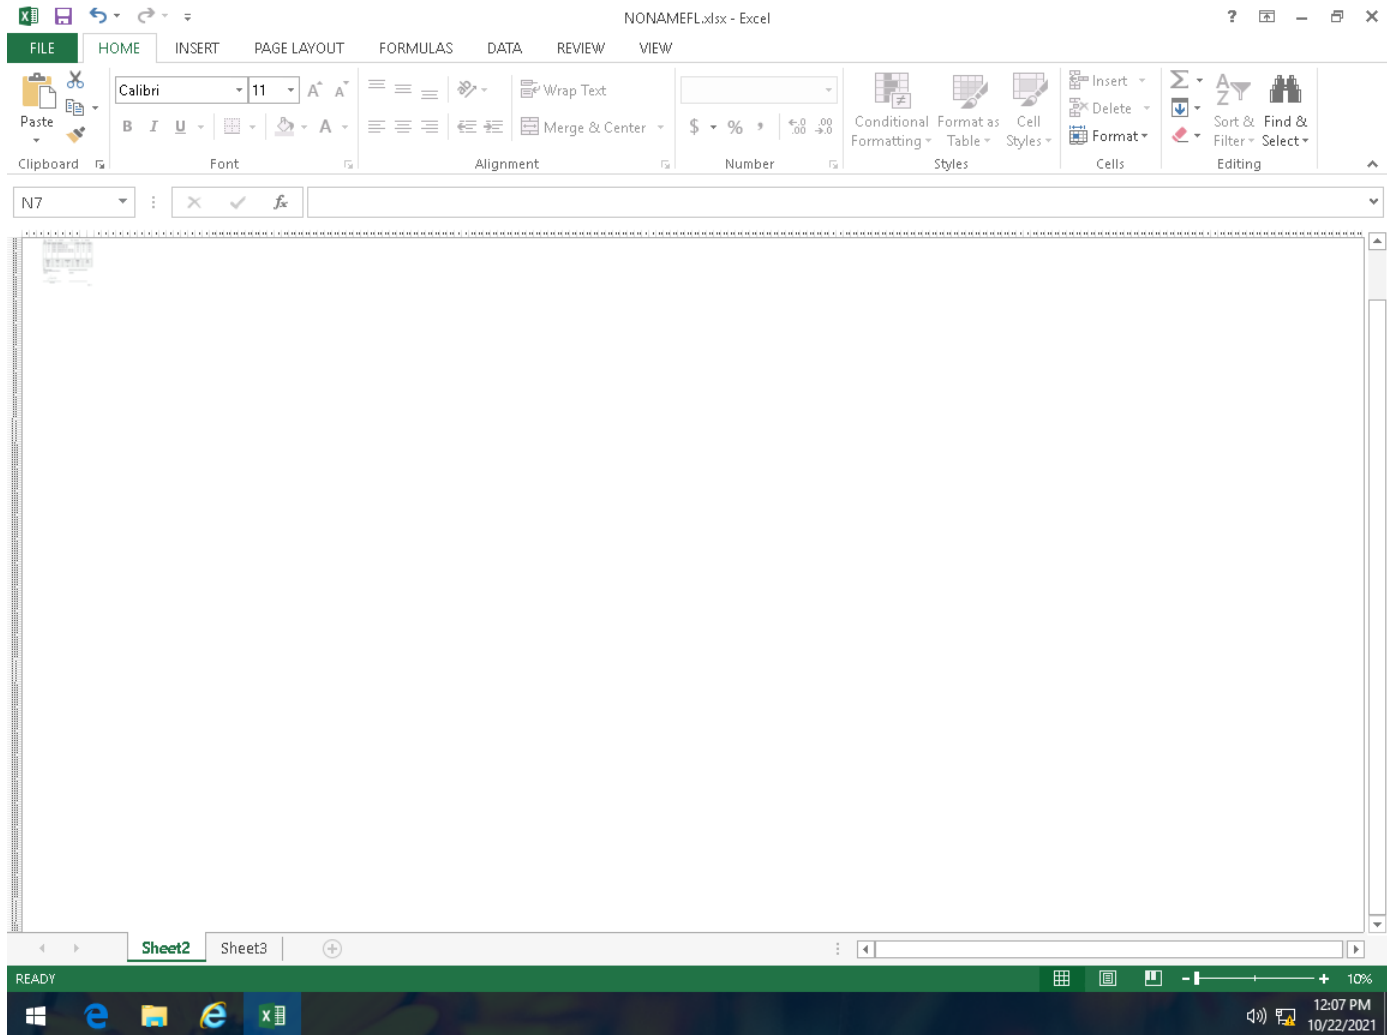 NONAMEFL.xlsx - Excel
FILE HOME INSERT PAGE LAYOUT FORMULAS DATA REVIEW VIEW
Paste
Calibri 11
B I U A
Wrap Text
Merge & Center
$ % ,
Conditional Formatting
Format as Table
Cell Styles
Insert
Delete
Format
Sort & Filter
Find & Select
Clipboard Font Alignment Number Styles Cells Editing
N7 fx
Sheet2 Sheet3
READY 10%
12:07 PM
10/22/2021